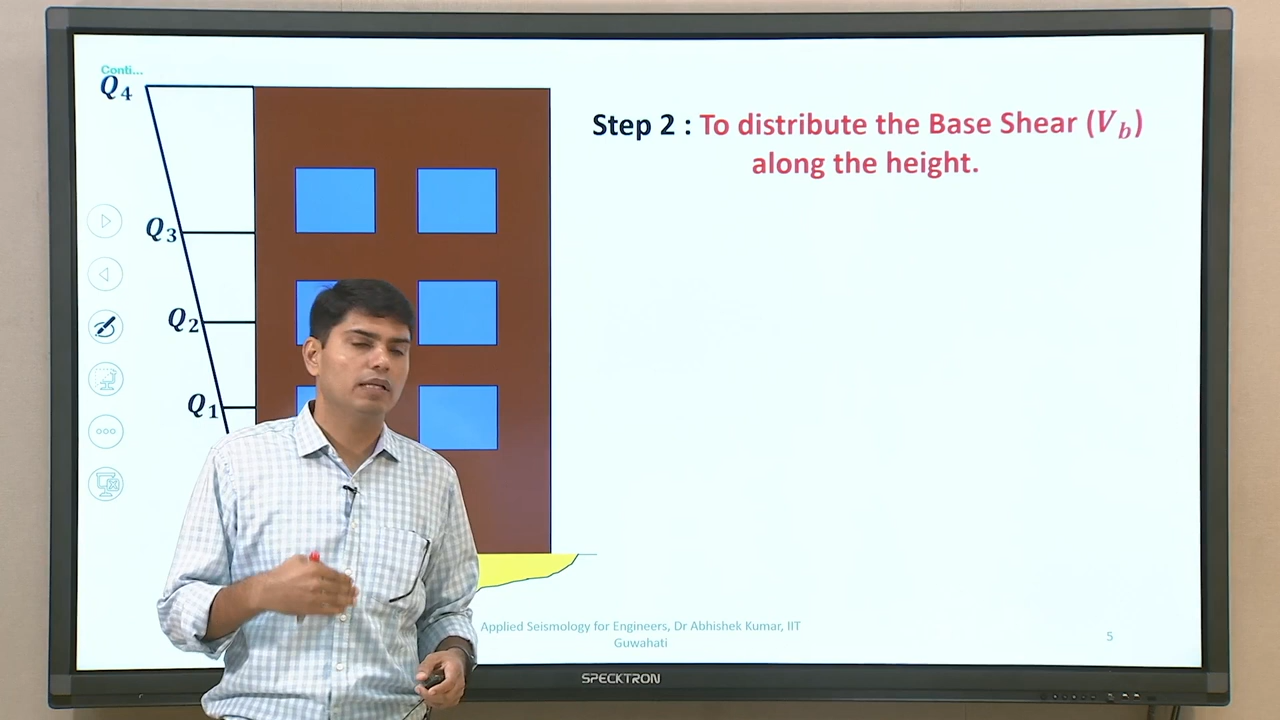 Conti...
Q4
Step 2 : To distribute the Base Shear (Vb)
along the height.
Q3
Q2
Q1
Applied Seismology for Engineers, Dr Abhishek Kumar, IIT
Guwahati
5
SPECKTRON